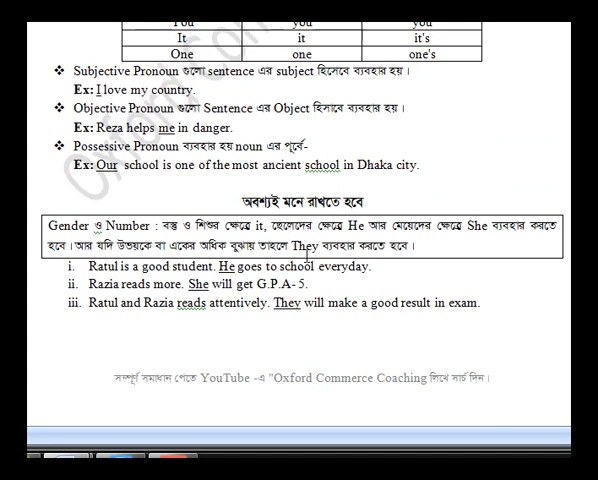 You you you
It it it's
One one one's
❖ Subjective Pronoun গুলো sentence এর subject হিসেবে ব্যবহার হয়।
Ex: I love my country.
❖ Objective Pronoun গুলো Sentence এর Object হিসাবে ব্যবহার হয়।
Ex: Reza helps me in danger.
❖ Possessive Pronoun ব্যবহার হয় noun এর পূর্বে-
Ex: Our school is one of the most ancient school in Dhaka city.
অবশ্যই মনে রাখতে হবে
Gender ও Number : বস্তু ও শিশুর ক্ষেত্রে it, ছেলেদের ক্ষেত্রে He আর মেয়েদের ক্ষেত্রে She ব্যবহার করতে
হবে। আর যদি উভয়কে বা একের অধিক বুঝায় তাহলে They ব্যবহার করতে হবে।
i. Ratul is a good student. He goes to school everyday.
ii. Razia reads more. She will get G.P.A- 5.
iii. Ratul and Razia reads attentively. They will make a good result in exam.
সম্পূর্ণ সমাধান পেতে YouTube -এ "Oxford Commerce Coaching লিখে সার্চ দিন।
Oxford Com